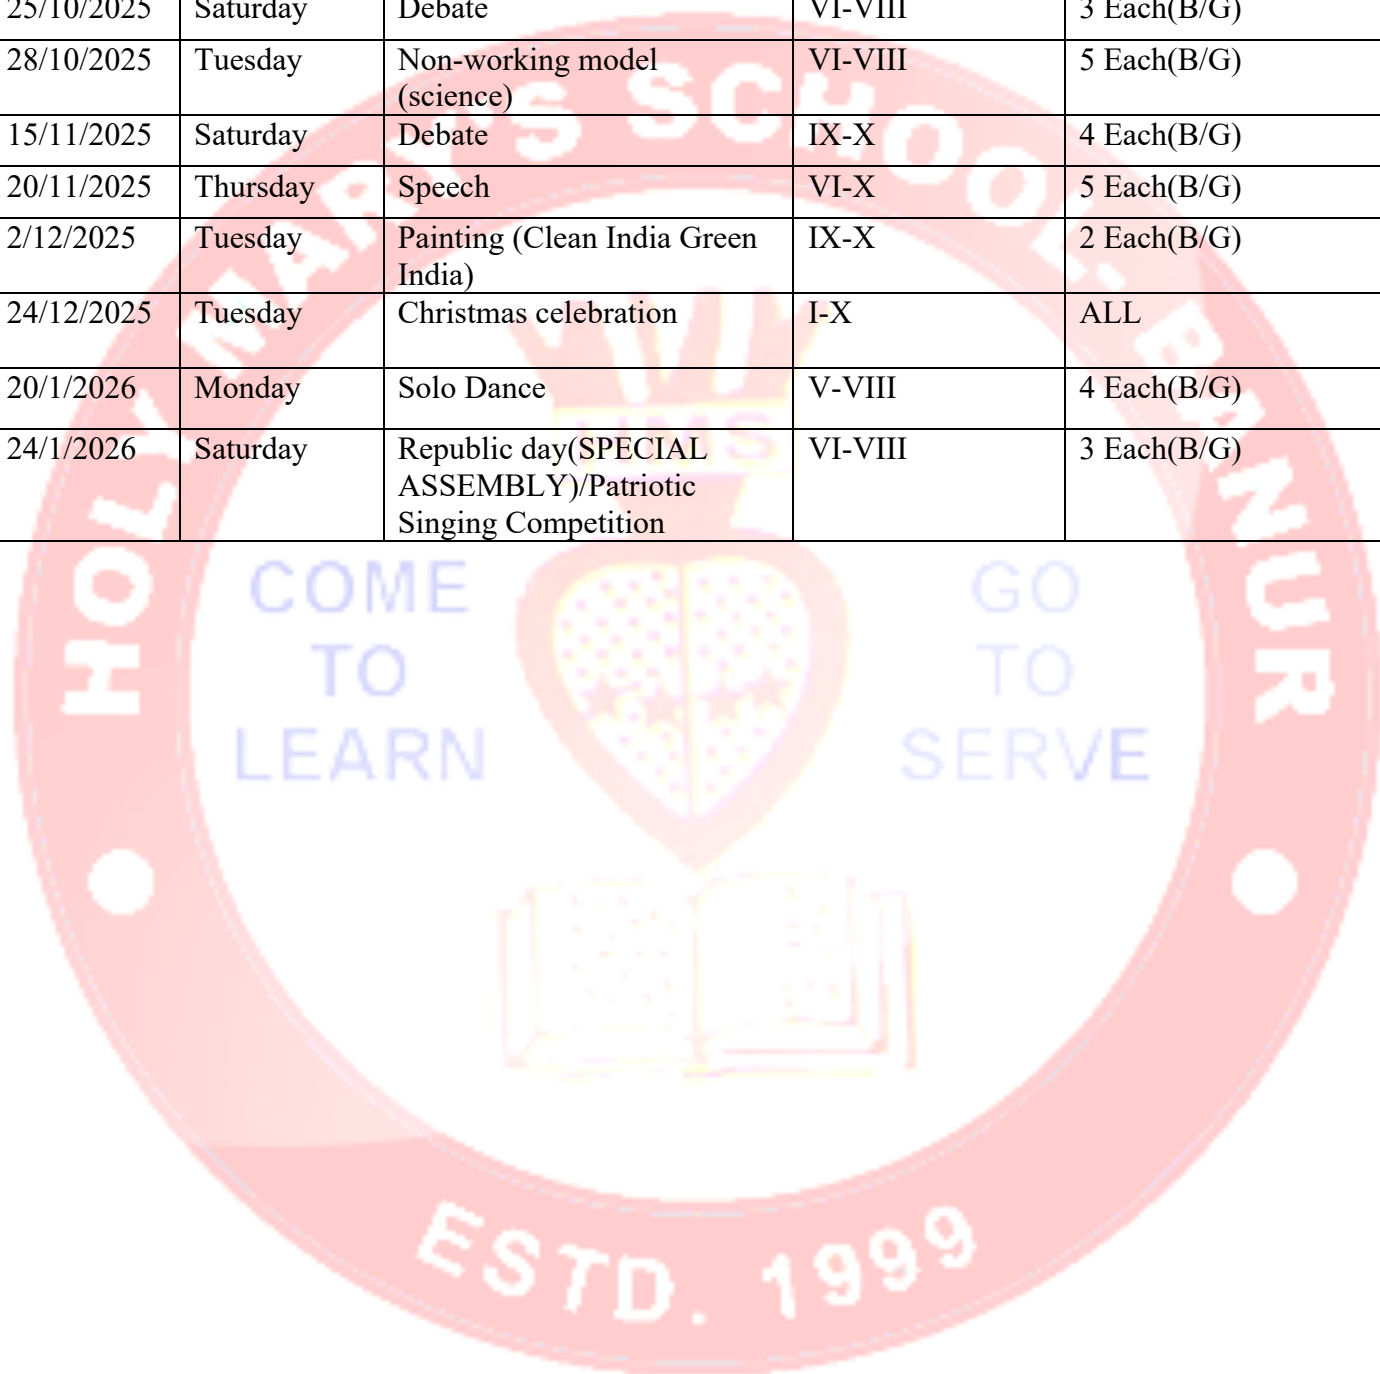 25/10/2025 Saturday Debate VI-VIII 3 Each(B/G)
28/10/2025 Tuesday Non-working model VI-VIII 5 Each(B/G)
(science)
15/11/2025 Saturday Debate IX-X 4 Each(B/G)
20/11/2025 Thursday Speech VI-X 5 Each(B/G)
2/12/2025 Tuesday Painting (Clean India Green IX-X 2 Each(B/G)
India)
24/12/2025 Tuesday Christmas celebration I-X ALL
20/1/2026 Monday Solo Dance V-VIII 4 Each(B/G)
24/1/2026 Saturday Republic day(SPECIAL VI-VIII 3 Each(B/G)
ASSEMBLY)/Patriotic
Singing Competition
HOLY MARY'S SCHOOL, BANUR
HMS
COME
TO
LEARN
GO
TO
SERVE
ESTD. 1999